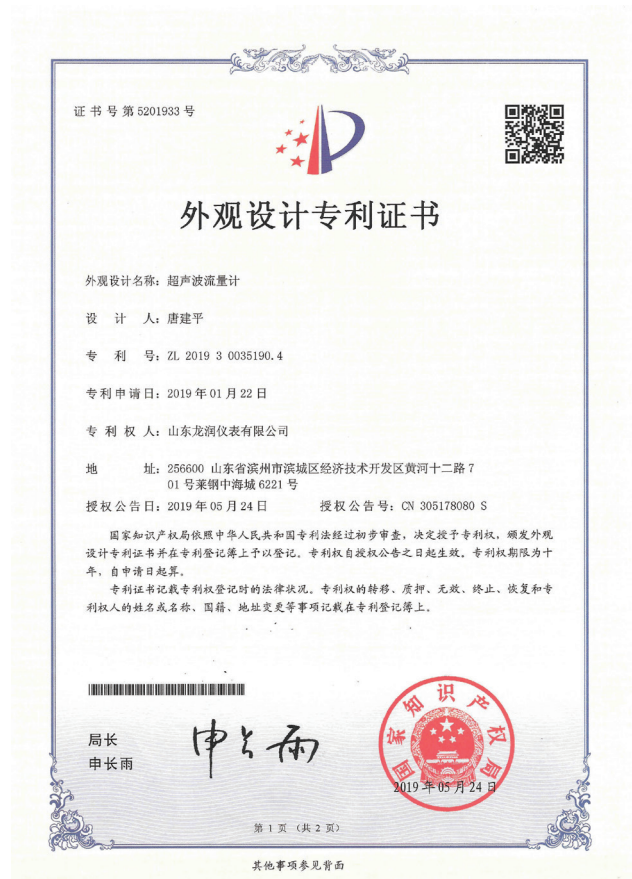 证书号第5201933号
外观设计专利证书
外观设计名称：超声波流量计
设 计 人：唐建平
专 利 号：ZL 2019 3 0035190.4
专利申请日：2019年01月22日
专 利 权 人：山东龙润仪表有限公司
地 址：256600 山东省滨州市滨城区经济技术开发区黄河十二路7
01号莱钢中海城6221号
授权公告日：2019年05月24日 授权公告号：CN 305178080 S
国家知识产权局依照中华人民共和国专利法经过初步审查，决定授予专利权，颁发外观
设计专利证书并在专利登记簿上予以登记。专利权自授权公告之日起生效。专利权期限为十
年，自申请日起算。
专利证书记载专利权登记时的法律状况。专利权的转移、质押、无效、终止、恢复和专
利权人的姓名或名称、国籍、地址变更等事项记载在专利登记簿上。
局长
申长雨
申长雨
国家知识产权局
2019年05月24日
第 1 页 （共 2 页）
其他事项参见背面